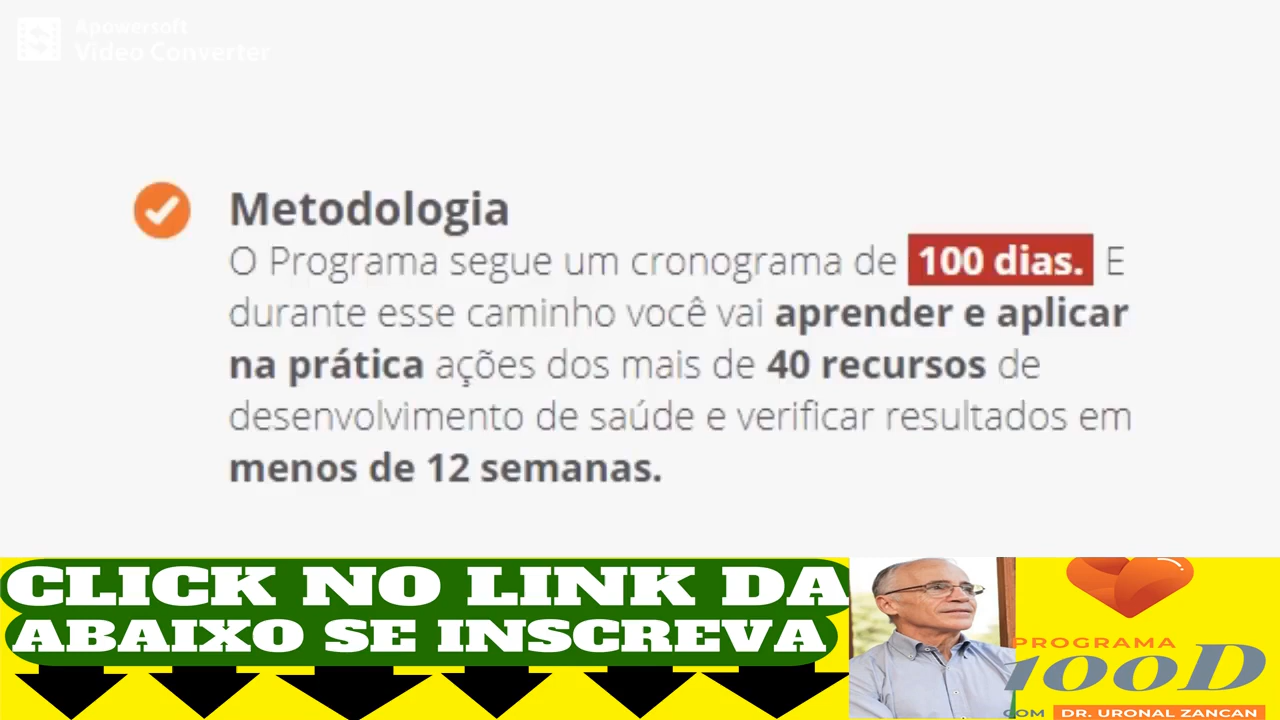 Apowersoft
Video Converter
Metodologia
O Programa segue um cronograma de 100 dias. E
durante esse caminho você vai aprender e aplicar
na prática ações dos mais de 40 recursos de
desenvolvimento de saúde e verificar resultados em
menos de 12 semanas.
CLICK NO LINK DA
ABAIXO SE INSCREVA
PROGRAMA
100D
COM DR. URONAL ZANCAN